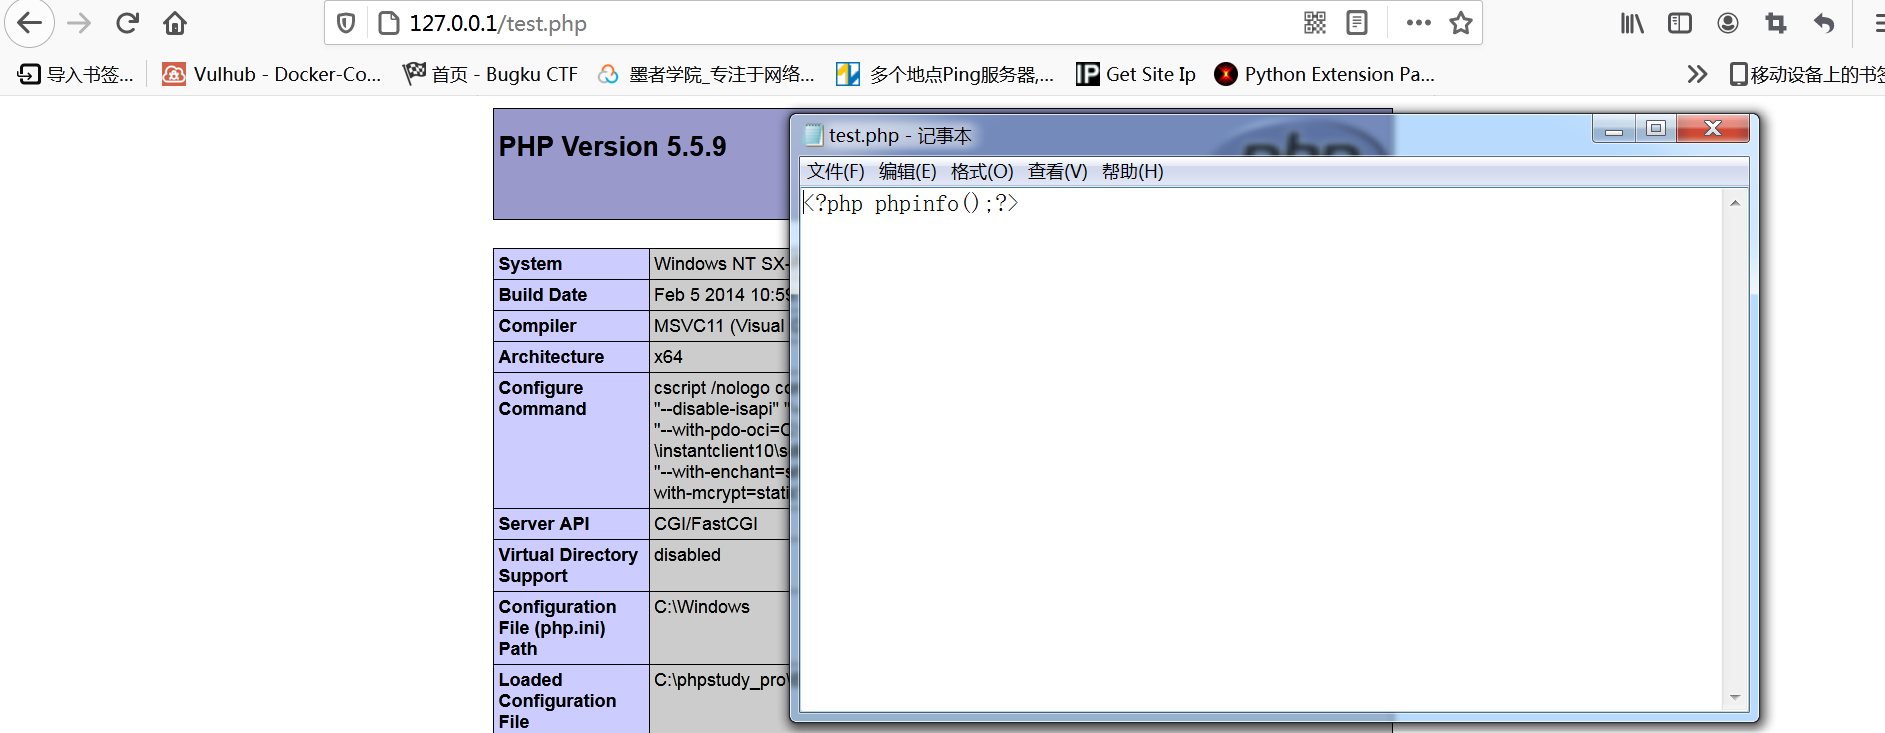 127.0.0.1/test.php
导入书签... Vulhub - Docker-Co... 首页 - Bugku CTF 墨者学院_专注于网络... 多个地点Ping服务器,... Get Site Ip Python Extension Pa... 移动设备上的书签
PHP Version 5.5.9
System Windows NT SX-
Build Date Feb 5 2014 10:59
Compiler MSVC11 (Visual
Architecture x64
Configure Command
cscript /nologo co
"--disable-isapi" "
"--with-pdo-oci=C
\instantclient10\s
"--with-enchant=s
with-mcrypt=stati
Server API CGI/FastCGI
Virtual Directory Support disabled
Configuration File (php.ini) Path C:\Windows
Loaded Configuration File C:\phpstudy_pro\
test.php - 记事本
文件(F) 编辑(E) 格式(O) 查看(V) 帮助(H)
<?php phpinfo();?>